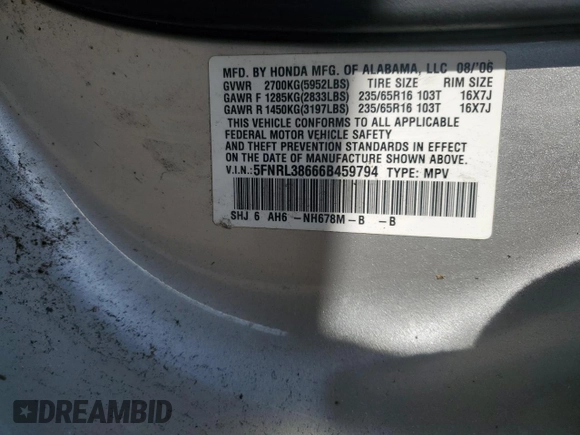 MFD. BY HONDA MFG. OF ALABAMA, LLC 08/'06
GVWR 2700KG(5952LBS) TIRE SIZE RIM SIZE
GAWR F 1285KG(2833LBS) 235/65R16 103T 16X7J
GAWR R 1450KG(3197LBS) 235/65R16 103T 16X7J
THIS VEHICLE CONFORMS TO ALL APPLICABLE
FEDERAL MOTOR VEHICLE SAFETY
AND THEFT PREVENTION STANDARDS IN EFFECT
ON THE DATE OF MANUFACTURE SHOWN ABOVE.
V.I.N.:5FNRL38666B459794 TYPE: MPV
SHJ 6 AH6 -NH678M-B -B
DREAMBID